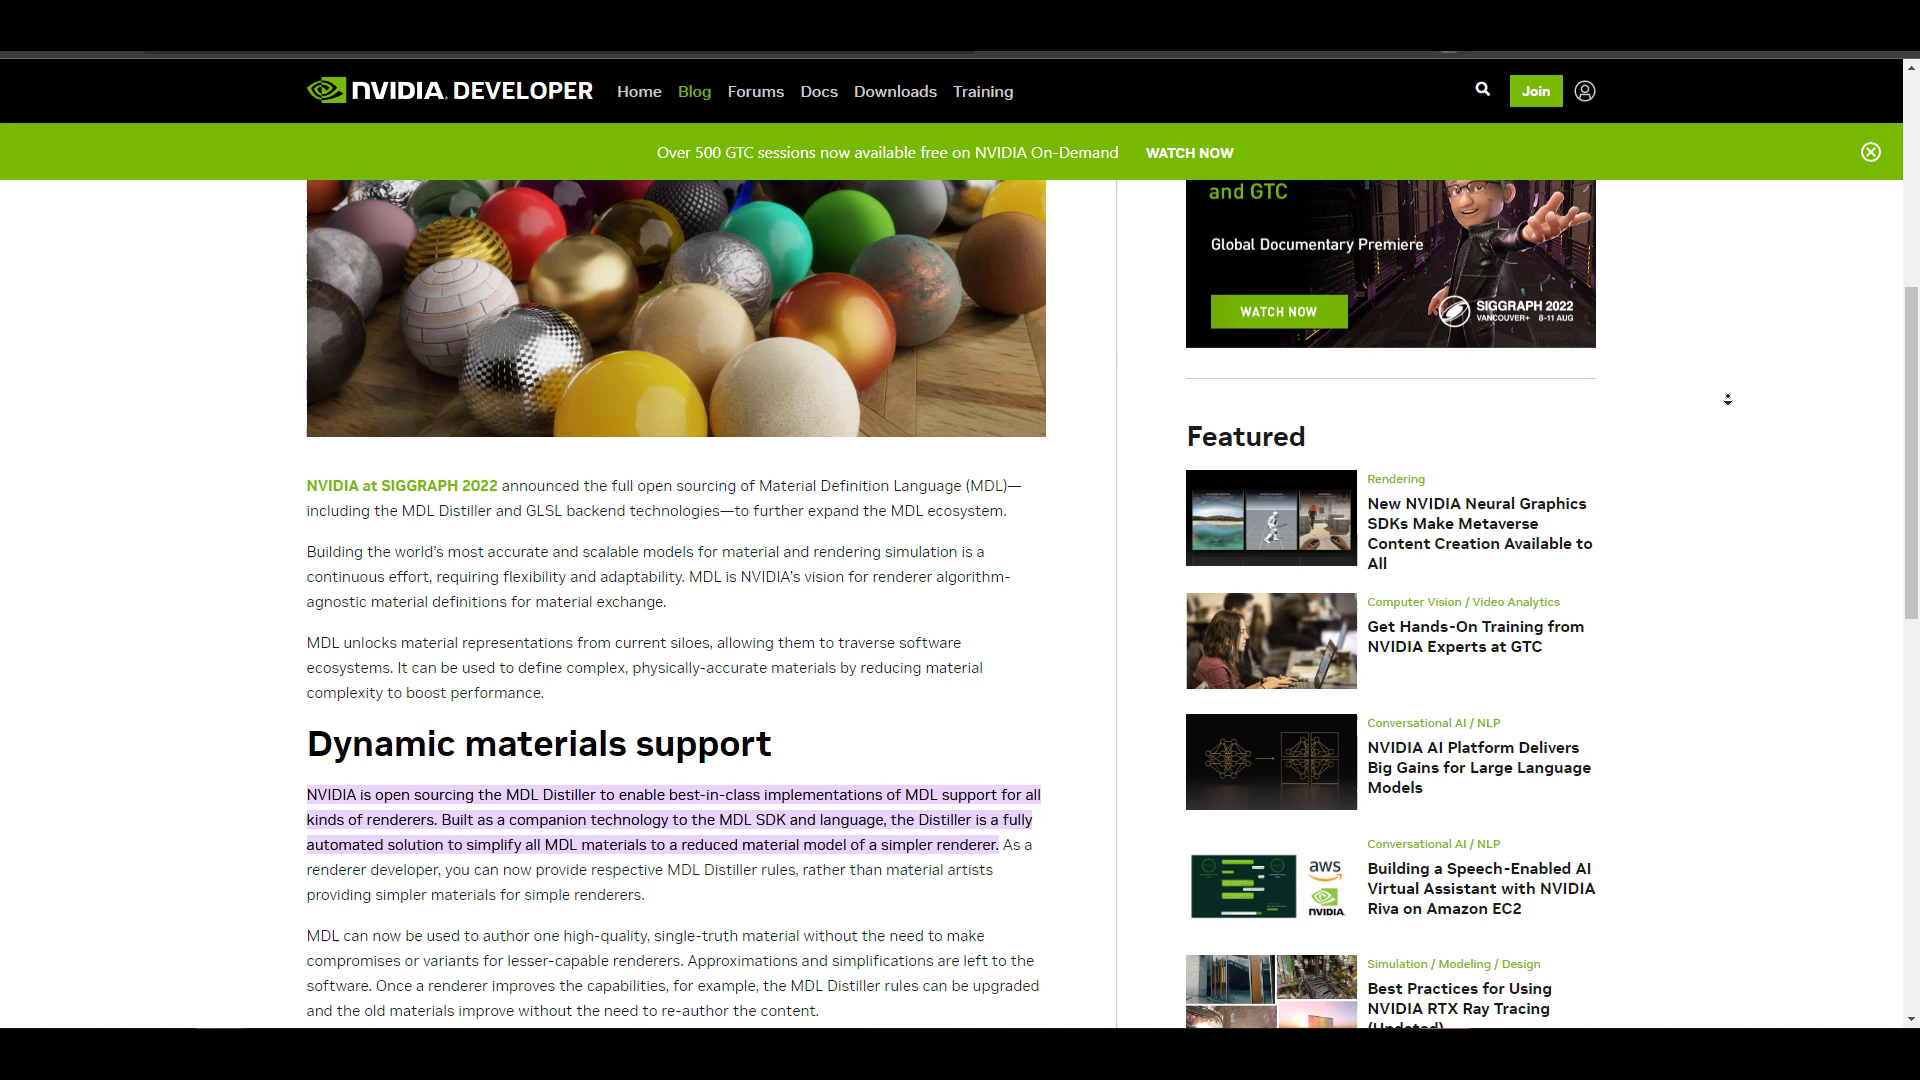 NVIDIA. DEVELOPER Home Blog Forums Docs Downloads Training Join
Over 500 GTC sessions now available free on NVIDIA On-Demand WATCH NOW
and GTC
Global Documentary Premiere
WATCH NOW
SIGGRAPH 2022
VANCOUVER+ 8-11 AUG
NVIDIA at SIGGRAPH 2022 announced the full open sourcing of Material Definition Language (MDL)—
including the MDL Distiller and GLSL backend technologies—to further expand the MDL ecosystem.
Building the world’s most accurate and scalable models for material and rendering simulation is a
continuous effort, requiring flexibility and adaptability. MDL is NVIDIA’s vision for renderer algorithm-
agnostic material definitions for material exchange.
MDL unlocks material representations from current siloes, allowing them to traverse software
ecosystems. It can be used to define complex, physically-accurate materials by reducing material
complexity to boost performance.
Dynamic materials support
NVIDIA is open sourcing the MDL Distiller to enable best-in-class implementations of MDL support for all
kinds of renderers. Built as a companion technology to the MDL SDK and language, the Distiller is a fully
automated solution to simplify all MDL materials to a reduced material model of a simpler renderer. As a
renderer developer, you can now provide respective MDL Distiller rules, rather than material artists
providing simpler materials for simple renderers.
MDL can now be used to author one high-quality, single-truth material without the need to make
compromises or variants for lesser-capable renderers. Approximations and simplifications are left to the
software. Once a renderer improves the capabilities, for example, the MDL Distiller rules can be upgraded
and the old materials improve without the need to re-author the content.
Featured
Rendering
New NVIDIA Neural Graphics
SDKs Make Metaverse
Content Creation Available to
All
Computer Vision / Video Analytics
Get Hands-On Training from
NVIDIA Experts at GTC
Conversational AI / NLP
NVIDIA AI Platform Delivers
Big Gains for Large Language
Models
aws
NVIDIA.
Conversational AI / NLP
Building a Speech-Enabled AI
Virtual Assistant with NVIDIA
Riva on Amazon EC2
Simulation / Modeling / Design
Best Practices for Using
NVIDIA RTX Ray Tracing
(Updated)